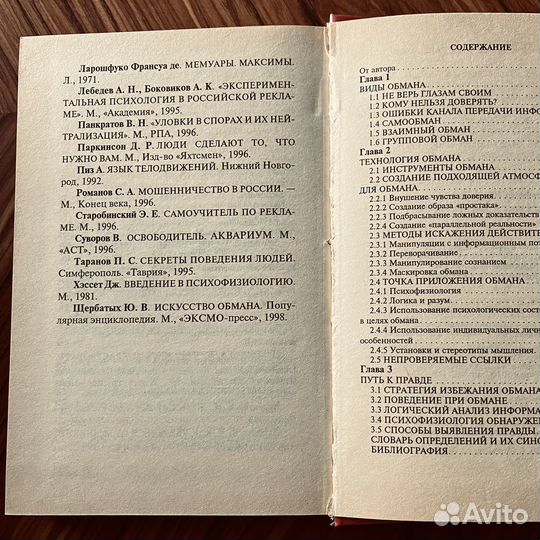 Ларошфуко Франсуа де. МЕМУАРЫ. МАКСИМЫ.
Л., 1971.
Лебедев А. Н., Боковиков А. К. «ЭКСПЕРИМЕН-
ТАЛЬНАЯ ПСИХОЛОГИЯ В РОССИЙСКОЙ РЕКЛА-
МЕ». М., «Академия», 1995.
Панкратов В. Н. «УЛОВКИ В СПОРАХ И ИХ НЕЙ-
ТРАЛИЗАЦИЯ». М., РПА, 1996.
Паркинсон Д. Р. ЛЮДИ СДЕЛАЮТ ТО, ЧТО
НУЖНО ВАМ. М., Изд-во «Яхтсмен», 1996.
Пиз А. ЯЗЫК ТЕЛОДВИЖЕНИЙ. Нижний Новго-
род, 1992.
Романов С. А. МОШЕННИЧЕСТВО В РОССИИ. —
М., Конец века, 1996.
Старобинский Э. Е. САМОУЧИТЕЛЬ ПО РЕКЛА-
МЕ. М., 1996.
Суворов В. ОСВОБОДИТЕЛЬ. АКВАРИУМ. М.,
«АСТ», 1996.
Таранов П. С. СЕКРЕТЫ ПОВЕДЕНИЯ ЛЮДЕЙ.
Симферополь. «Таврия», 1995.
Хэссет Дж. ВВЕДЕНИЕ В ПСИХОФИЗИОЛОГИЮ.
М., 1981.
Щербатых Ю. В. ИСКУССТВО ОБМАНА. Попу-
лярная энциклопедия. М., «ЭКСМО-пресс», 1998.
СОДЕРЖАНИЕ
От автора
Глава 1
ВИДЫ ОБМАНА
1.1 НЕ ВЕРЬ ГЛАЗАМ СВОИМ
1.2 КОМУ НЕЛЬЗЯ ДОВЕРЯТЬ?
1.3 ОШИБКИ КАНАЛА ПЕРЕДАЧИ ИНФО
1.4 САМООБМАН
1.5 ВЗАИМНЫЙ ОБМАН
1.6 ГРУППОВОЙ ОБМАН
Глава 2
ТЕХНОЛОГИЯ ОБМАНА
2.1 ИНСТРУМЕНТЫ ОБМАНА
2.2 СОЗДАНИЕ ПОДХОДЯЩЕЙ АТМОСФ
ДЛЯ ОБМАНА
2.2.1 Внушение чувства доверия
2.2.2 Создание образа «простака»
2.2.3 Подбрасывание ложных доказательств
2.2.4 Создание «параллельной реальности»
2.3 МЕТОДЫ ИСКАЖЕНИЯ ДЕЙСТВИТЕ
2.3.1 Манипуляции с информационным пот
2.3.2 Переворачивание
2.3.3 Манипулирование сознанием
2.3.4 Маскировка обмана
2.4 ТОЧКА ПРИЛОЖЕНИЯ ОБМАНА
2.4.1 Психофизиология
2.4.2 Логика и разум
2.4.3 Использование психологических состо
в целях обмана
2.4.4 Использование индивидуальных личн
особенностей
2.4.5 Установки и стереотипы мышления
2.5 НЕПРОВЕРЯЕМЫЕ ССЫЛКИ
Глава 3
ПУТЬ К ПРАВДЕ
3.1 СТРАТЕГИЯ ИЗБЕЖАНИЯ ОБМАНА
3.2 ПОВЕДЕНИЕ ПРИ ОБМАНЕ
3.3 ЛОГИЧЕСКИЙ АНАЛИЗ ИНФОРМА
3.4 ПСИХОФИЗИОЛОГИЯ ОБНАРУЖЕН
3.5 СПОСОБЫ ВЫЯВЛЕНИЯ ПРАВДЫ
СЛОВАРЬ ОПРЕДЕЛЕНИЙ И ИХ СИНО
БИБЛИОГРАФИЯ
Avito